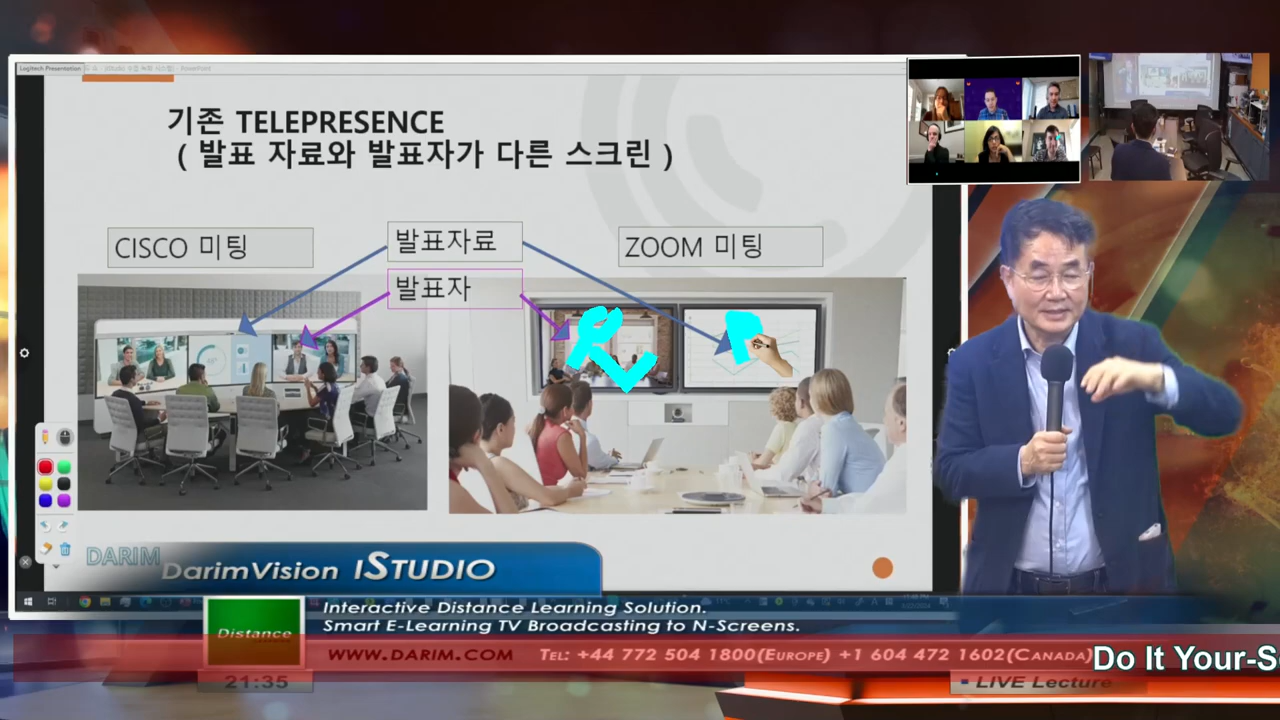 Logitech Presentation
PowerPoint
기존 TELEPRESENCE
( 발표 자료와 발표자가 다른 스크린 )
CISCO 미팅
발표자료
ZOOM 미팅
발표자
DARIM
DarimVision ISTUDIO
Interactive Distance Learning Solution.
Smart E-Learning TV Broadcasting to N-Screens.
Distance
WWW.DARIM.COM TEL: +44 772 504 1800(EUROPE) +1 604 472 1602(CANADA)
Do It Your-S
21:35
LIVE Lecture